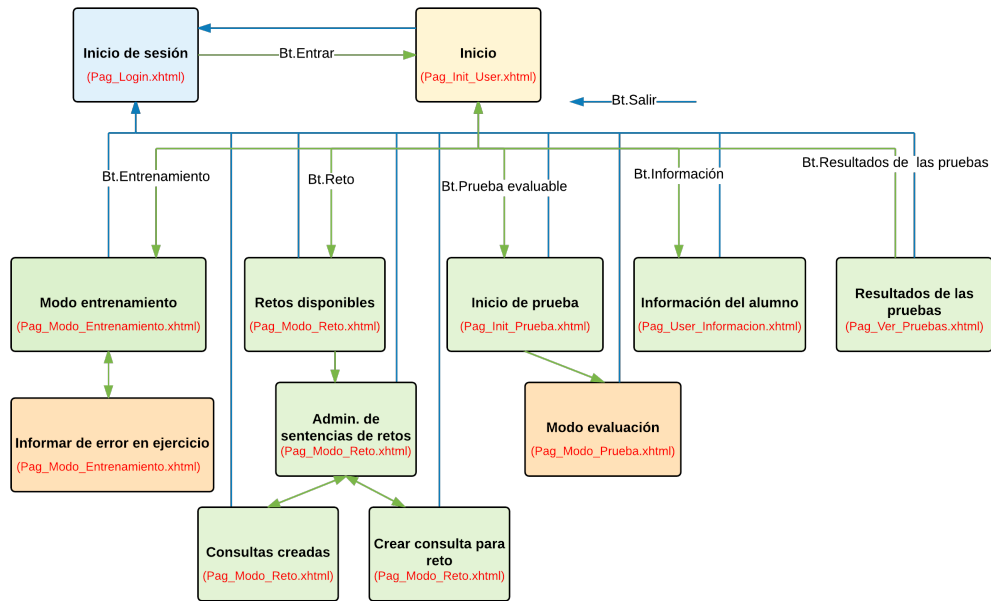 Inicio de sesión
(Pag_Login.xhtml)
Bt.Entrar
Inicio
(Pag_Init_User.xhtml)
Bt.Salir
Bt.Entrenamiento
Bt.Reto
Bt.Prueba evaluable
Bt.Información
Bt.Resultados de las pruebas
Modo entrenamiento
(Pag_Modo_Entrenamiento.xhtml)
Retos disponibles
(Pag_Modo_Reto.xhtml)
Inicio de prueba
(Pag_Init_Prueba.xhtml)
Información del alumno
(Pag_User_Informacion.xhtml)
Resultados de las
pruebas
(Pag_Ver_Pruebas.xhtml)
Informar de error en ejercicio
(Pag_Modo_Entrenamiento.xhtml)
Admin. de
sentencias de retos
(Pag_Modo_Reto.xhtml)
Modo evaluación
(Pag_Modo_Prueba.xhtml)
Consultas creadas
(Pag_Modo_Reto.xhtml)
Crear consulta para
reto
(Pag_Modo_Reto.xhtml)